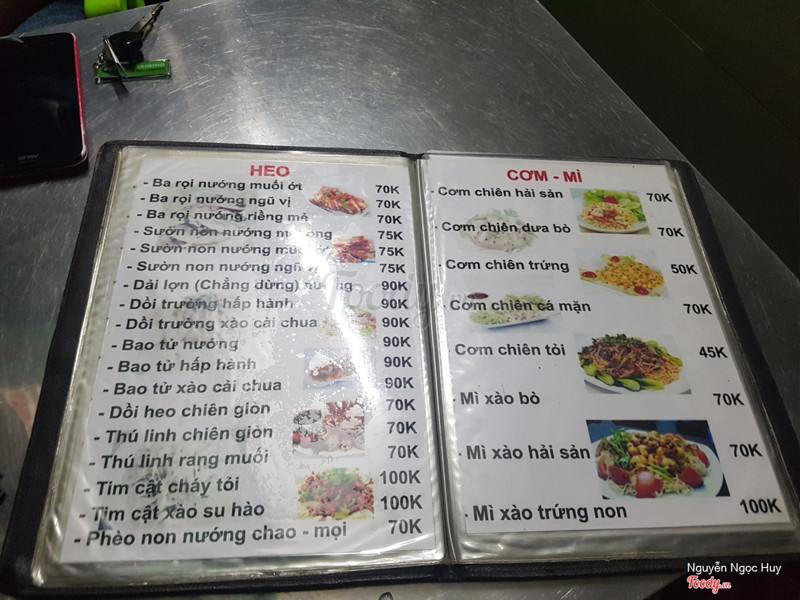 HEO
- Ba rọi nướng muối ớt 70K
- Ba rọi nướng ngũ vị 70K
- Ba rọi nướng riềng mẻ 70K
- Sườn non nướng ong 75K
- Sườn non nướng 75K
- Sườn non nướng ngũ vị 75K
- Dải lợn (Chẳng dừng) nướng 90K
- Dồi trường hấp hành 90K
- Dồi trường xào cải chua 90K
- Bao tử nướng 90K
- Bao tử hấp hành 90K
- Bao tử xào cải chua 90K
- Dồi heo chiên giòn 70K
- Thú linh chiên giòn 70K
- Thú linh rang muối 70K
- Tim cật cháy tỏi 100K
- Tim cật xào su hào 100K
- Phèo non nướng chao - mọi 70K
CƠM - MÌ
- Cơm chiên hải sản 70K
- Cơm chiên dưa bò 70K
- Cơm chiên trứng 50K
- Cơm chiên cá mặn 70K
- Cơm chiên tỏi 45K
- Mì xào bò 70K
- Mì xào hải sản 70K
- Mì xào trứng non 100K
Foody
Nguyễn Ngọc Huy
Foody.vn